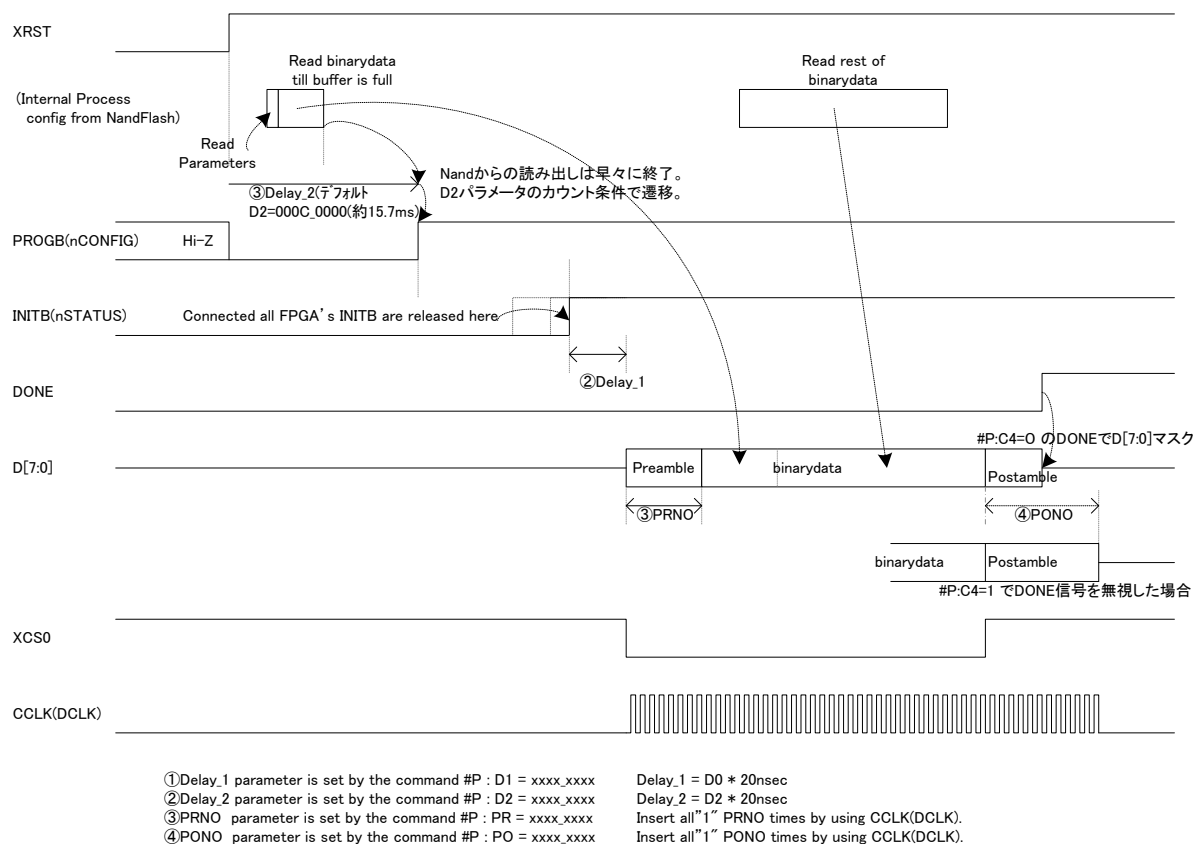 XRST
Read binarydata
till buffer is full
Read rest of
binarydata
(Internal Process
config from NandFlash)
Read
Parameters
Nandからの読み出しは早々に終了。
D2パラメータのカウント条件で遷移。
③Delay_2(デフォルト
D2=000C_0000(約15.7ms)
PROGB(nCONFIG)
Hi-Z
INITB(nSTATUS)
Connected all FPGA's INITB are released here
②Delay_1
DONE
#P:C4=0 のDONEでD[7:0]マスク
D[7:0]
Preamble
binarydata
Postamble
③PRNO
④PONO
binarydata
Postamble
#P:C4=1 でDONE信号を無視した場合
XCS0
CCLK(DCLK)
①Delay_1 parameter is set by the command #P : D1 = xxxx_xxxx Delay_1 = D0 * 20nsec
②Delay_2 parameter is set by the command #P : D2 = xxxx_xxxx Delay_2 = D2 * 20nsec
③PRNO parameter is set by the command #P : PR = xxxx_xxxx Insert all"1" PRNO times by using CCLK(DCLK).
④PONO parameter is set by the command #P : PO = xxxx_xxxx Insert all"1" PONO times by using CCLK(DCLK).